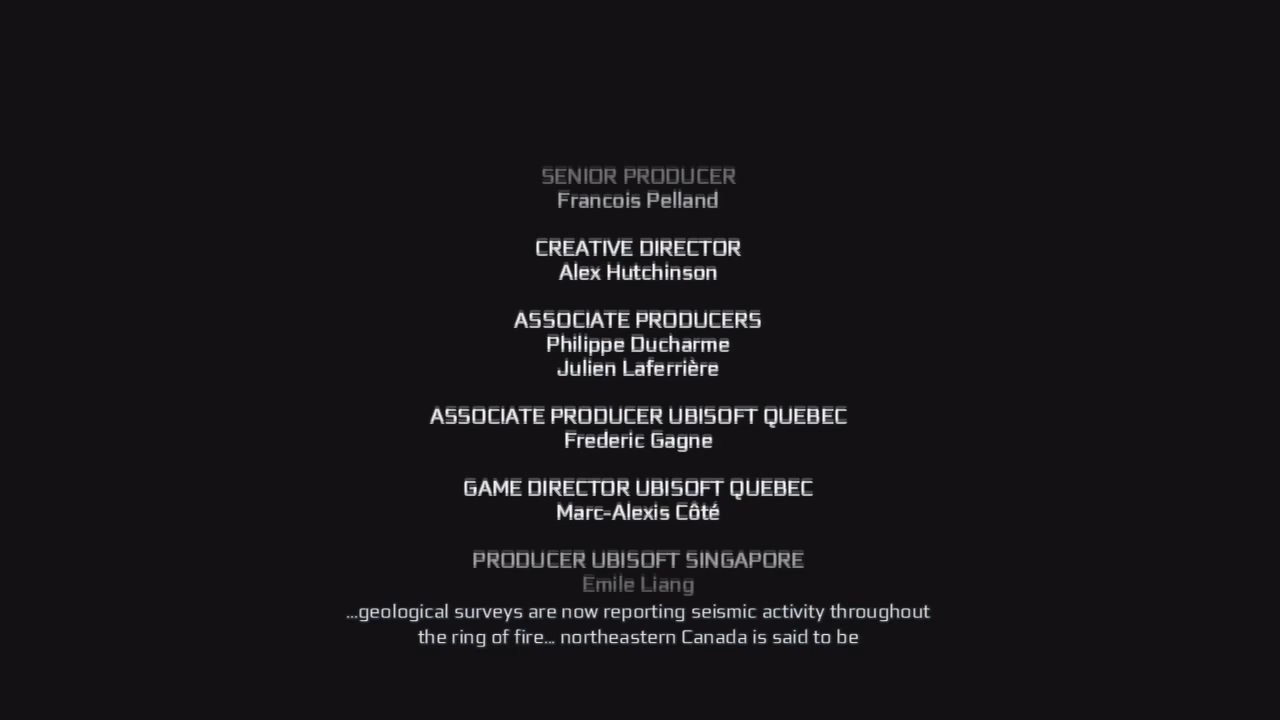 SENIOR PRODUCER
Francois Pelland
CREATIVE DIRECTOR
Alex Hutchinson
ASSOCIATE PRODUCERS
Philippe Ducharme
Julien Laferrière
ASSOCIATE PRODUCER UBISOFT QUEBEC
Frederic Gagne
GAME DIRECTOR UBISOFT QUEBEC
Marc-Alexis Côté
PRODUCER UBISOFT SINGAPORE
Emile Liang
...geological surveys are now reporting seismic activity throughout
the ring of fire... northeastern Canada is said to be